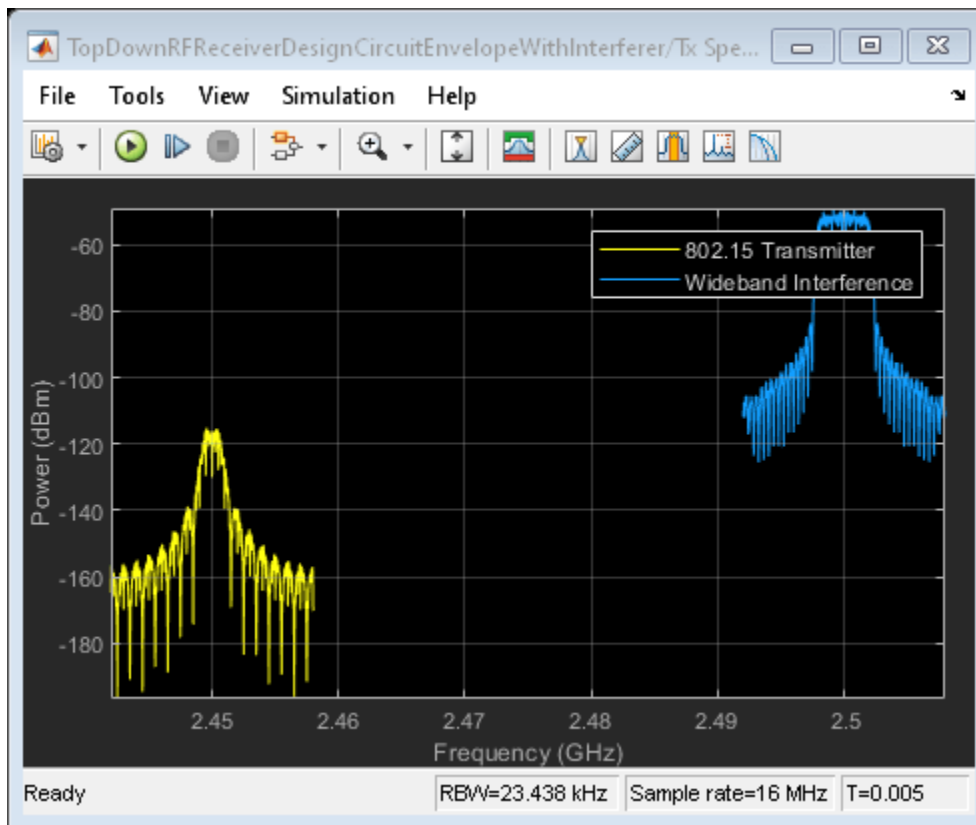 TopDownRFReceiverDesignCircuitEnvelopeWithInterferer/Tx Spe...
File Tools View Simulation Help
802.15 Transmitter
Wideband Interference
Power (dBm)
-60
-80
-100
-120
-140
-160
-180
2.45 2.46 2.47 2.48 2.49 2.5
Frequency (GHz)
Ready RBW=23.438 kHz Sample rate=16 MHz T=0.005